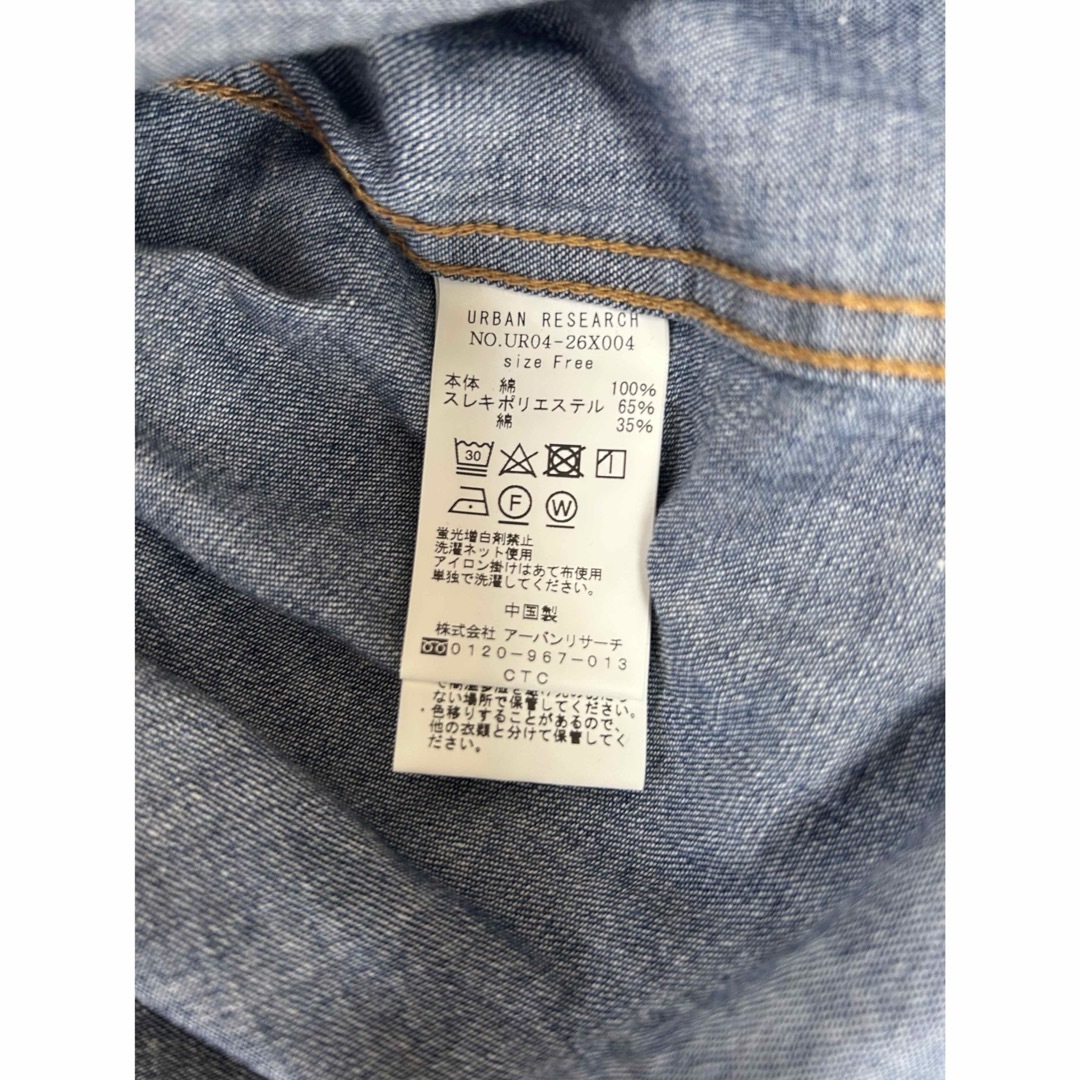 URBAN RESEARCH
NO.UR04-26X004
size Free
本体 綿 100%
スレキポリエステル 65%
綿 35%
30
F W
蛍光増白剤禁止
洗濯ネット使用
アイロン掛けはあて布使用
単独で洗濯してください。
中国製
株式会社 アーバンリサーチ
0120-967-013
CTC
ない場所で保管してください。
色移りすることがあるので、
他の衣類と分けて保管してく
ださい。